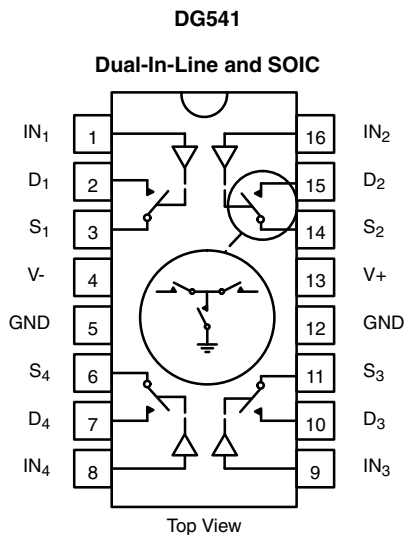 DG541
Dual-In-Line and SOIC
IN1 1 16 IN2
D1 2 15 D2
S1 3 14 S2
V- 4 13 V+
GND 5 12 GND
S4 6 11 S3
D4 7 10 D3
IN4 8 9 IN3
Top View